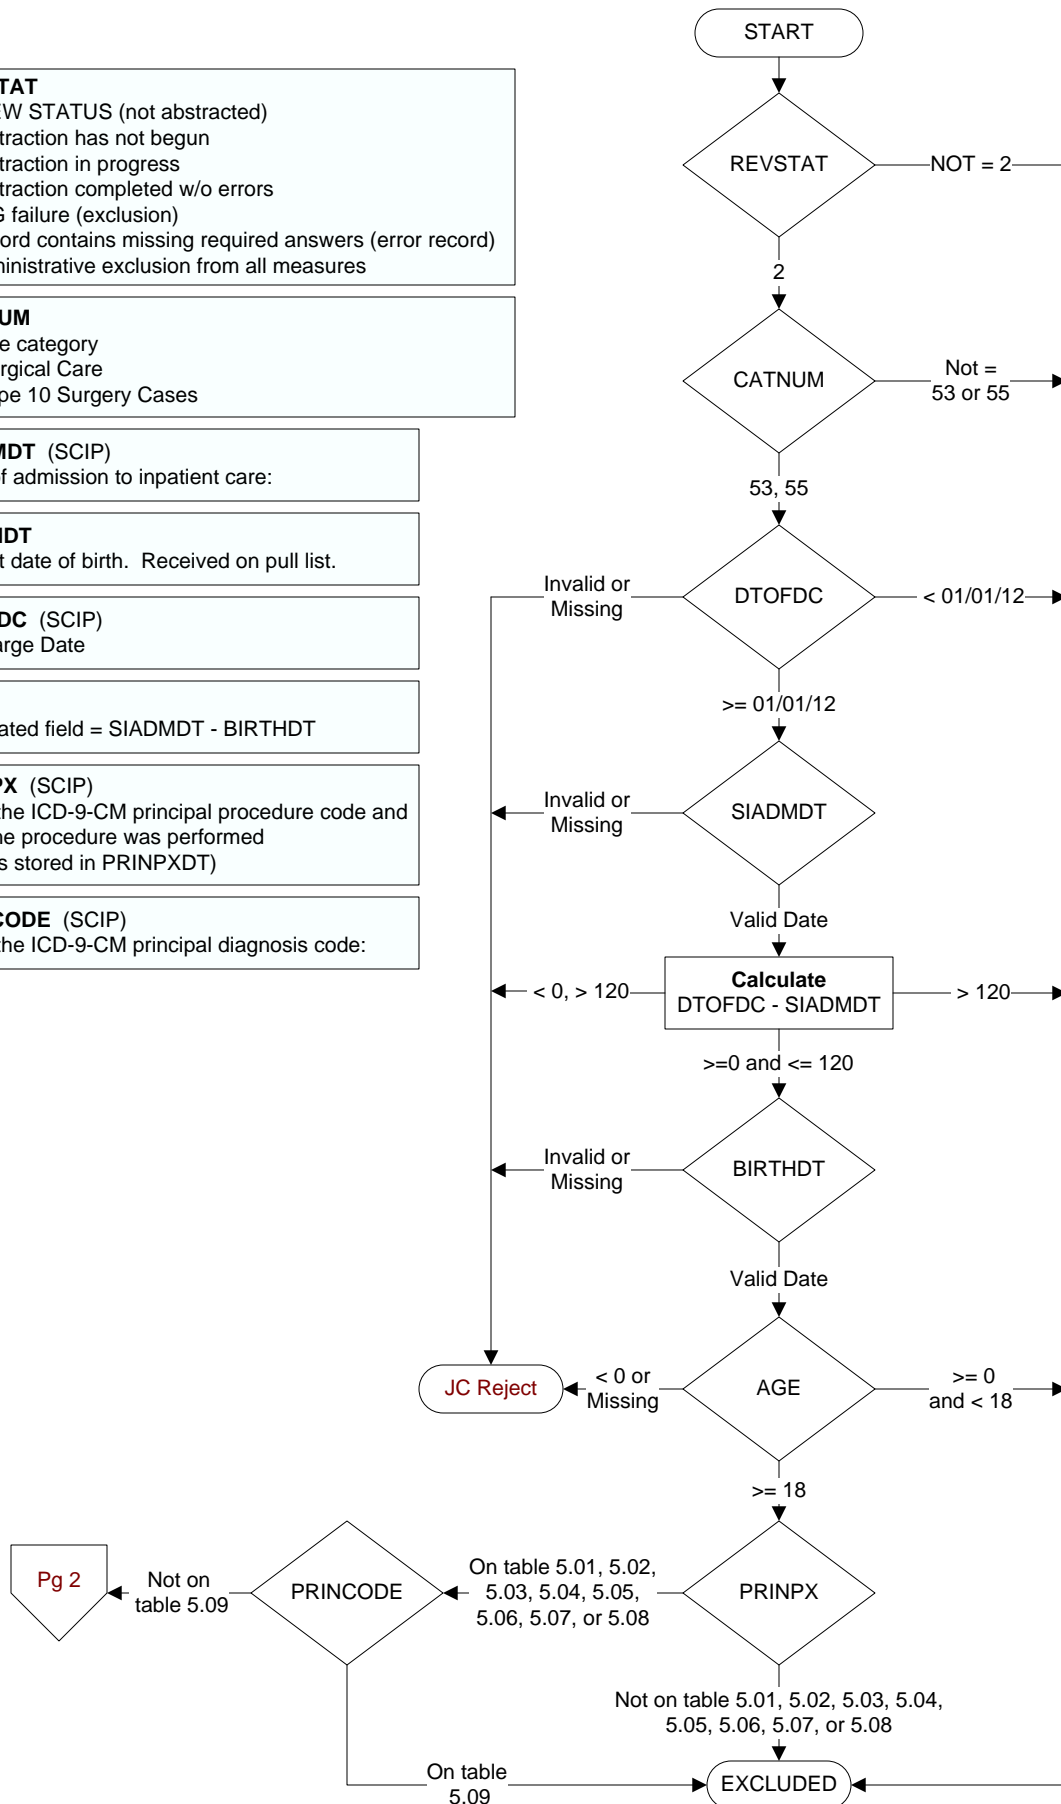 START
TAT
EW STATUS (not abstracted)
traction has not begun
traction in progress
traction completed w/o errors
G failure (exclusion)
ord contains missing required answers (error record)
ministrative exclusion from all measures
REVSTAT
NOT = 2
2
UM
e category
rgical Care
pe 10 Surgery Cases
CATNUM
Not =
53 or 55
53, 55
MDT (SCIP)
of admission to inpatient care:
HDT
t date of birth. Received on pull list.
Invalid or
Missing
DTOFDC
< 01/01/12
DC (SCIP)
arge Date
>= 01/01/12
ated field = SIADMDT - BIRTHDT
PX (SCIP)
the ICD-9-CM principal procedure code and
he procedure was performed
s stored in PRINPXDT)
Invalid or
Missing
SIADMDT
CODE (SCIP)
the ICD-9-CM principal diagnosis code:
Valid Date
< 0, > 120
Calculate
DTOFDC - SIADMDT
> 120
>=0 and <= 120
Invalid or
Missing
BIRTHDT
Valid Date
JC Reject
< 0 or
Missing
AGE
>= 0
and < 18
>= 18
Pg 2
Not on
table 5.09
PRINCODE
On table 5.01, 5.02,
5.03, 5.04, 5.05,
5.06, 5.07, or 5.08
PRINPX
Not on table 5.01, 5.02, 5.03, 5.04,
5.05, 5.06, 5.07, or 5.08
On table
5.09
EXCLUDED